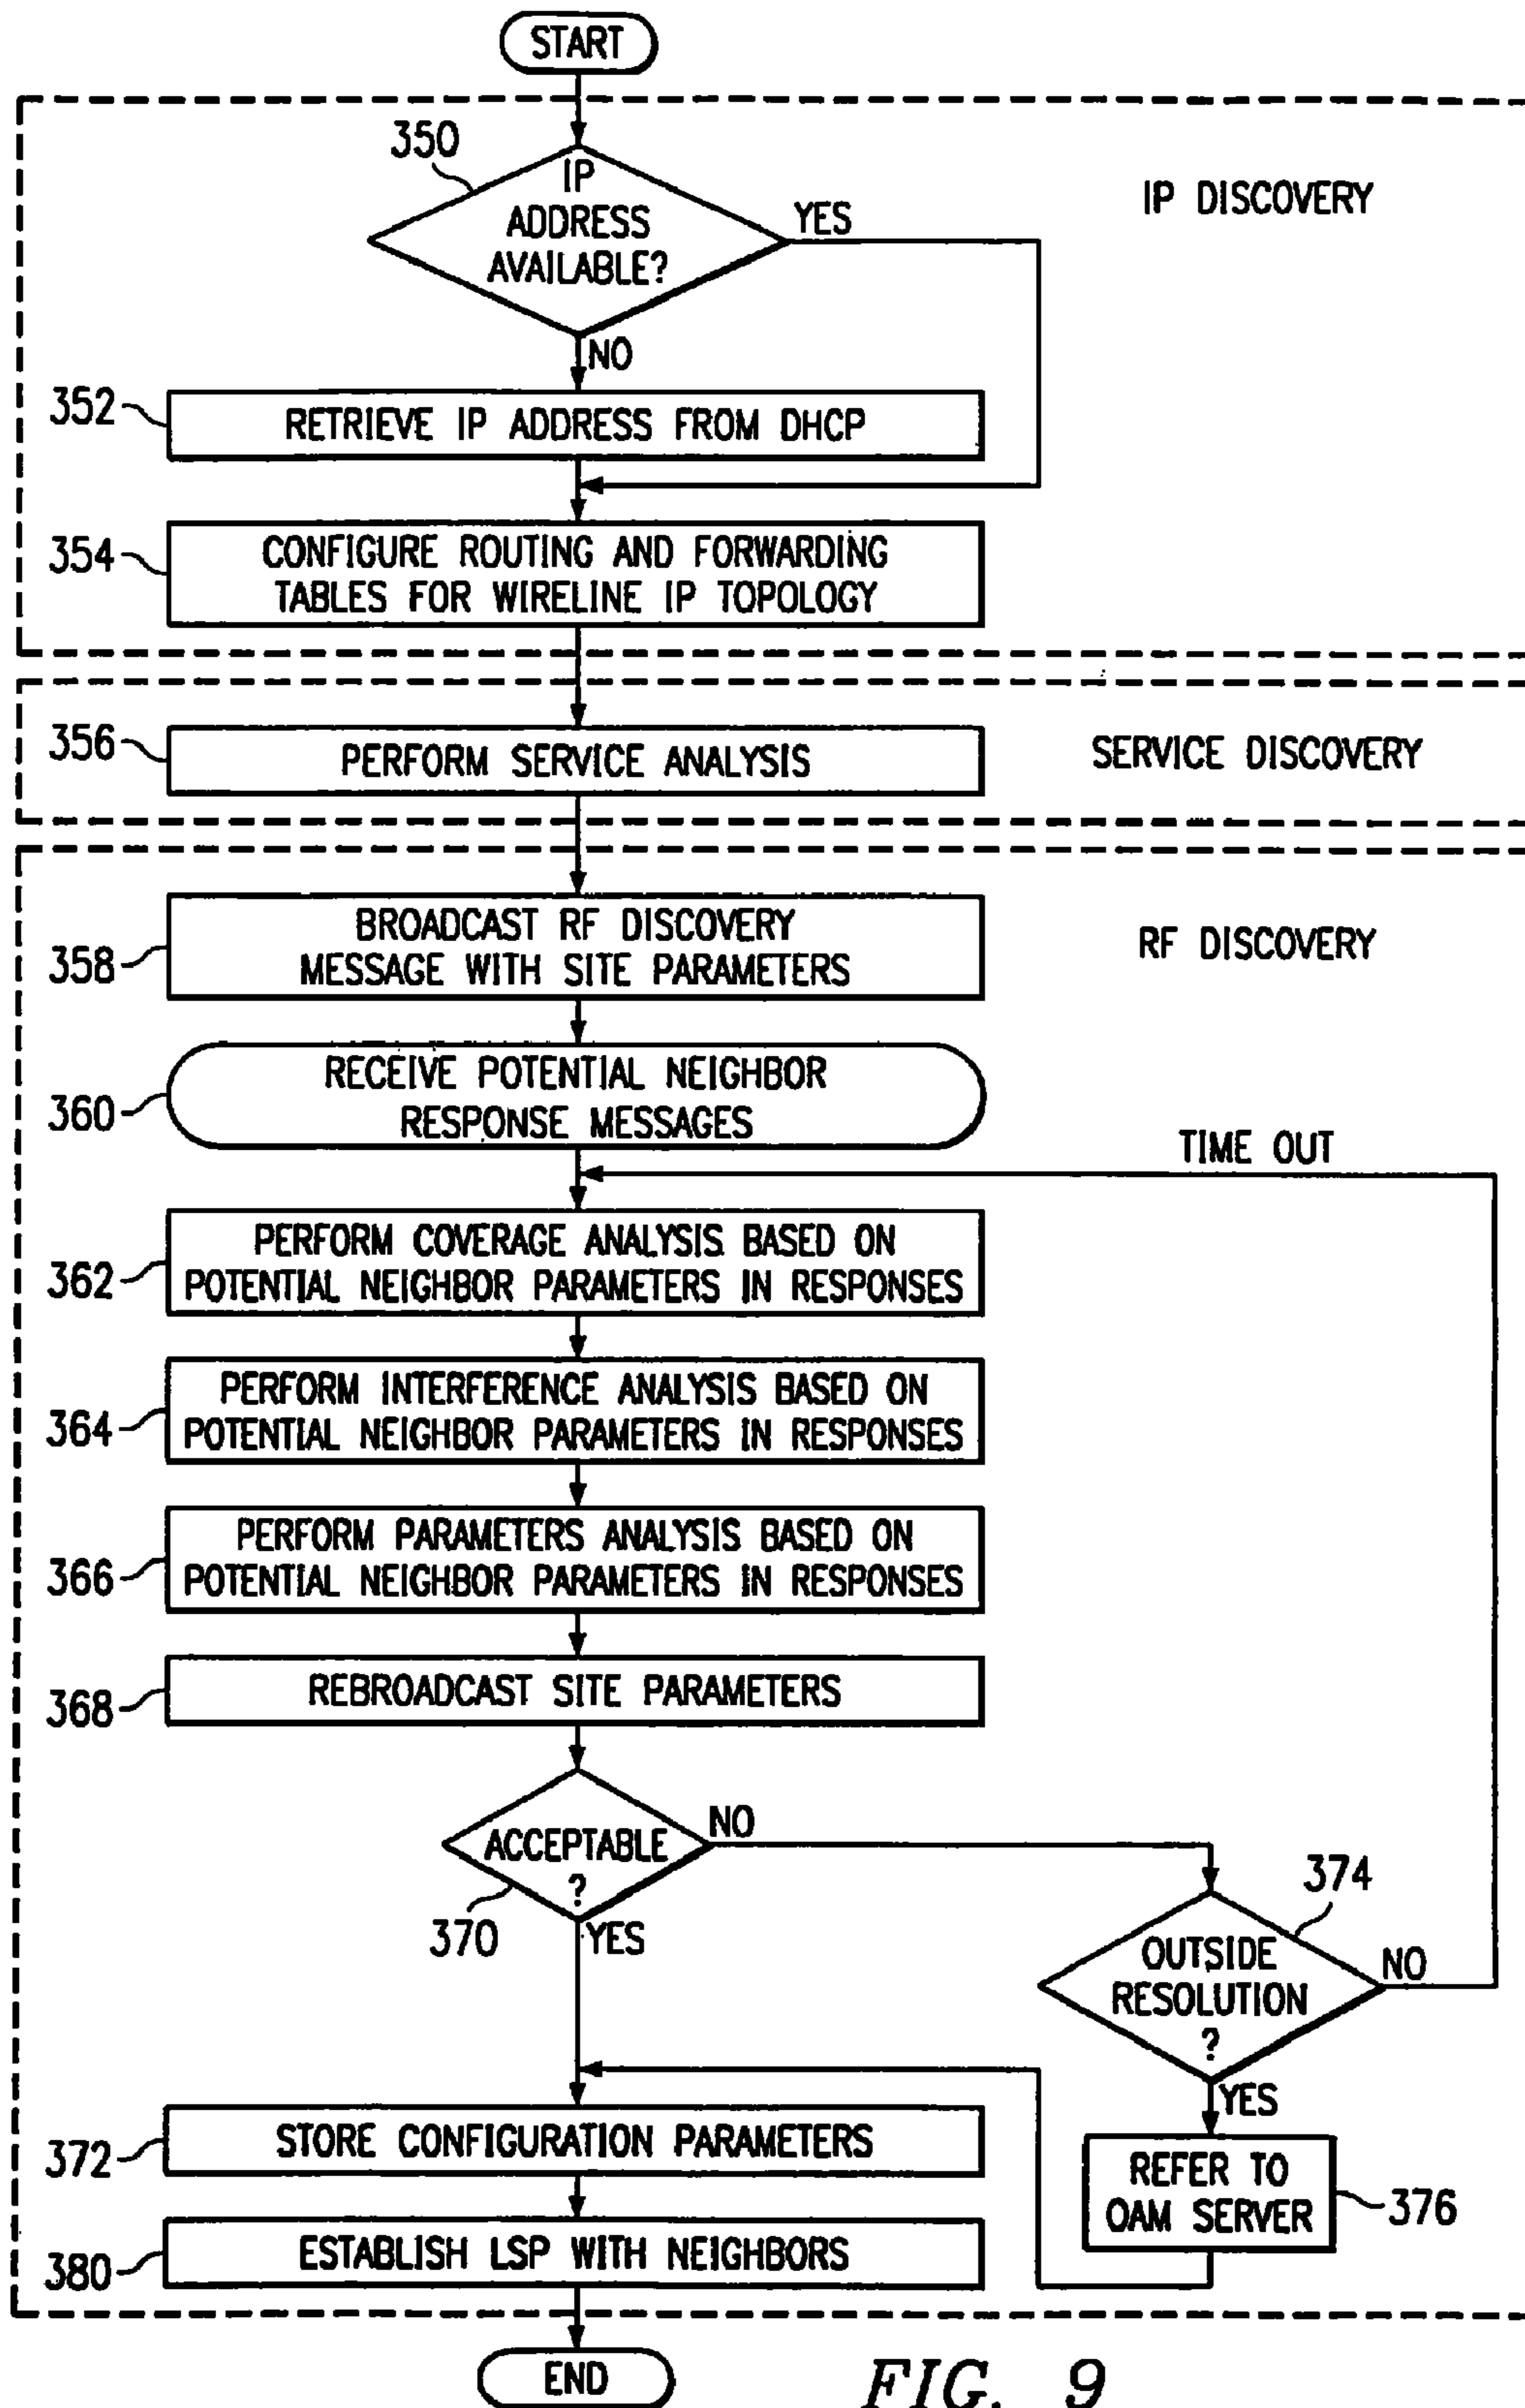 START
350
IP
ADDRESS
AVAILABLE?
YES
IP DISCOVERY
NO
352
RETRIEVE IP ADDRESS FROM DHCP
354
CONFIGURE ROUTING AND FORWARDING
TABLES FOR WIRELINE IP TOPOLOGY
356
PERFORM SERVICE ANALYSIS
SERVICE DISCOVERY
358
BROADCAST RF DISCOVERY
MESSAGE WITH SITE PARAMETERS
RF DISCOVERY
360
RECEIVE POTENTIAL NEIGHBOR
RESPONSE MESSAGES
TIME OUT
362
PERFORM COVERAGE ANALYSIS BASED ON
POTENTIAL NEIGHBOR PARAMETERS IN RESPONSES
364
PERFORM INTERFERENCE ANALYSIS BASED ON
POTENTIAL NEIGHBOR PARAMETERS IN RESPONSES
366
PERFORM PARAMETERS ANALYSIS BASED ON
POTENTIAL NEIGHBOR PARAMETERS IN RESPONSES
368
REBROADCAST SITE PARAMETERS
ACCEPTABLE
?
NO
370
YES
374
OUTSIDE
RESOLUTION
?
NO
YES
372
STORE CONFIGURATION PARAMETERS
REFER TO
OAM SERVER
376
380
ESTABLISH LSP WITH NEIGHBORS
END
FIG. 9